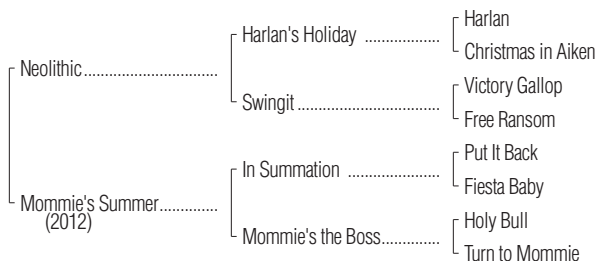 Harlan
Harlan's Holiday ..................
Christmas in Aiken
Neolithic................................
Victory Gallop
Swingit ..................................
Free Ransom
Put It Back
In Summation ......................
Fiesta Baby
Mommie's Summer..............
(2012)
Holy Bull
Mommie's the Boss..............
Turn to Mommie